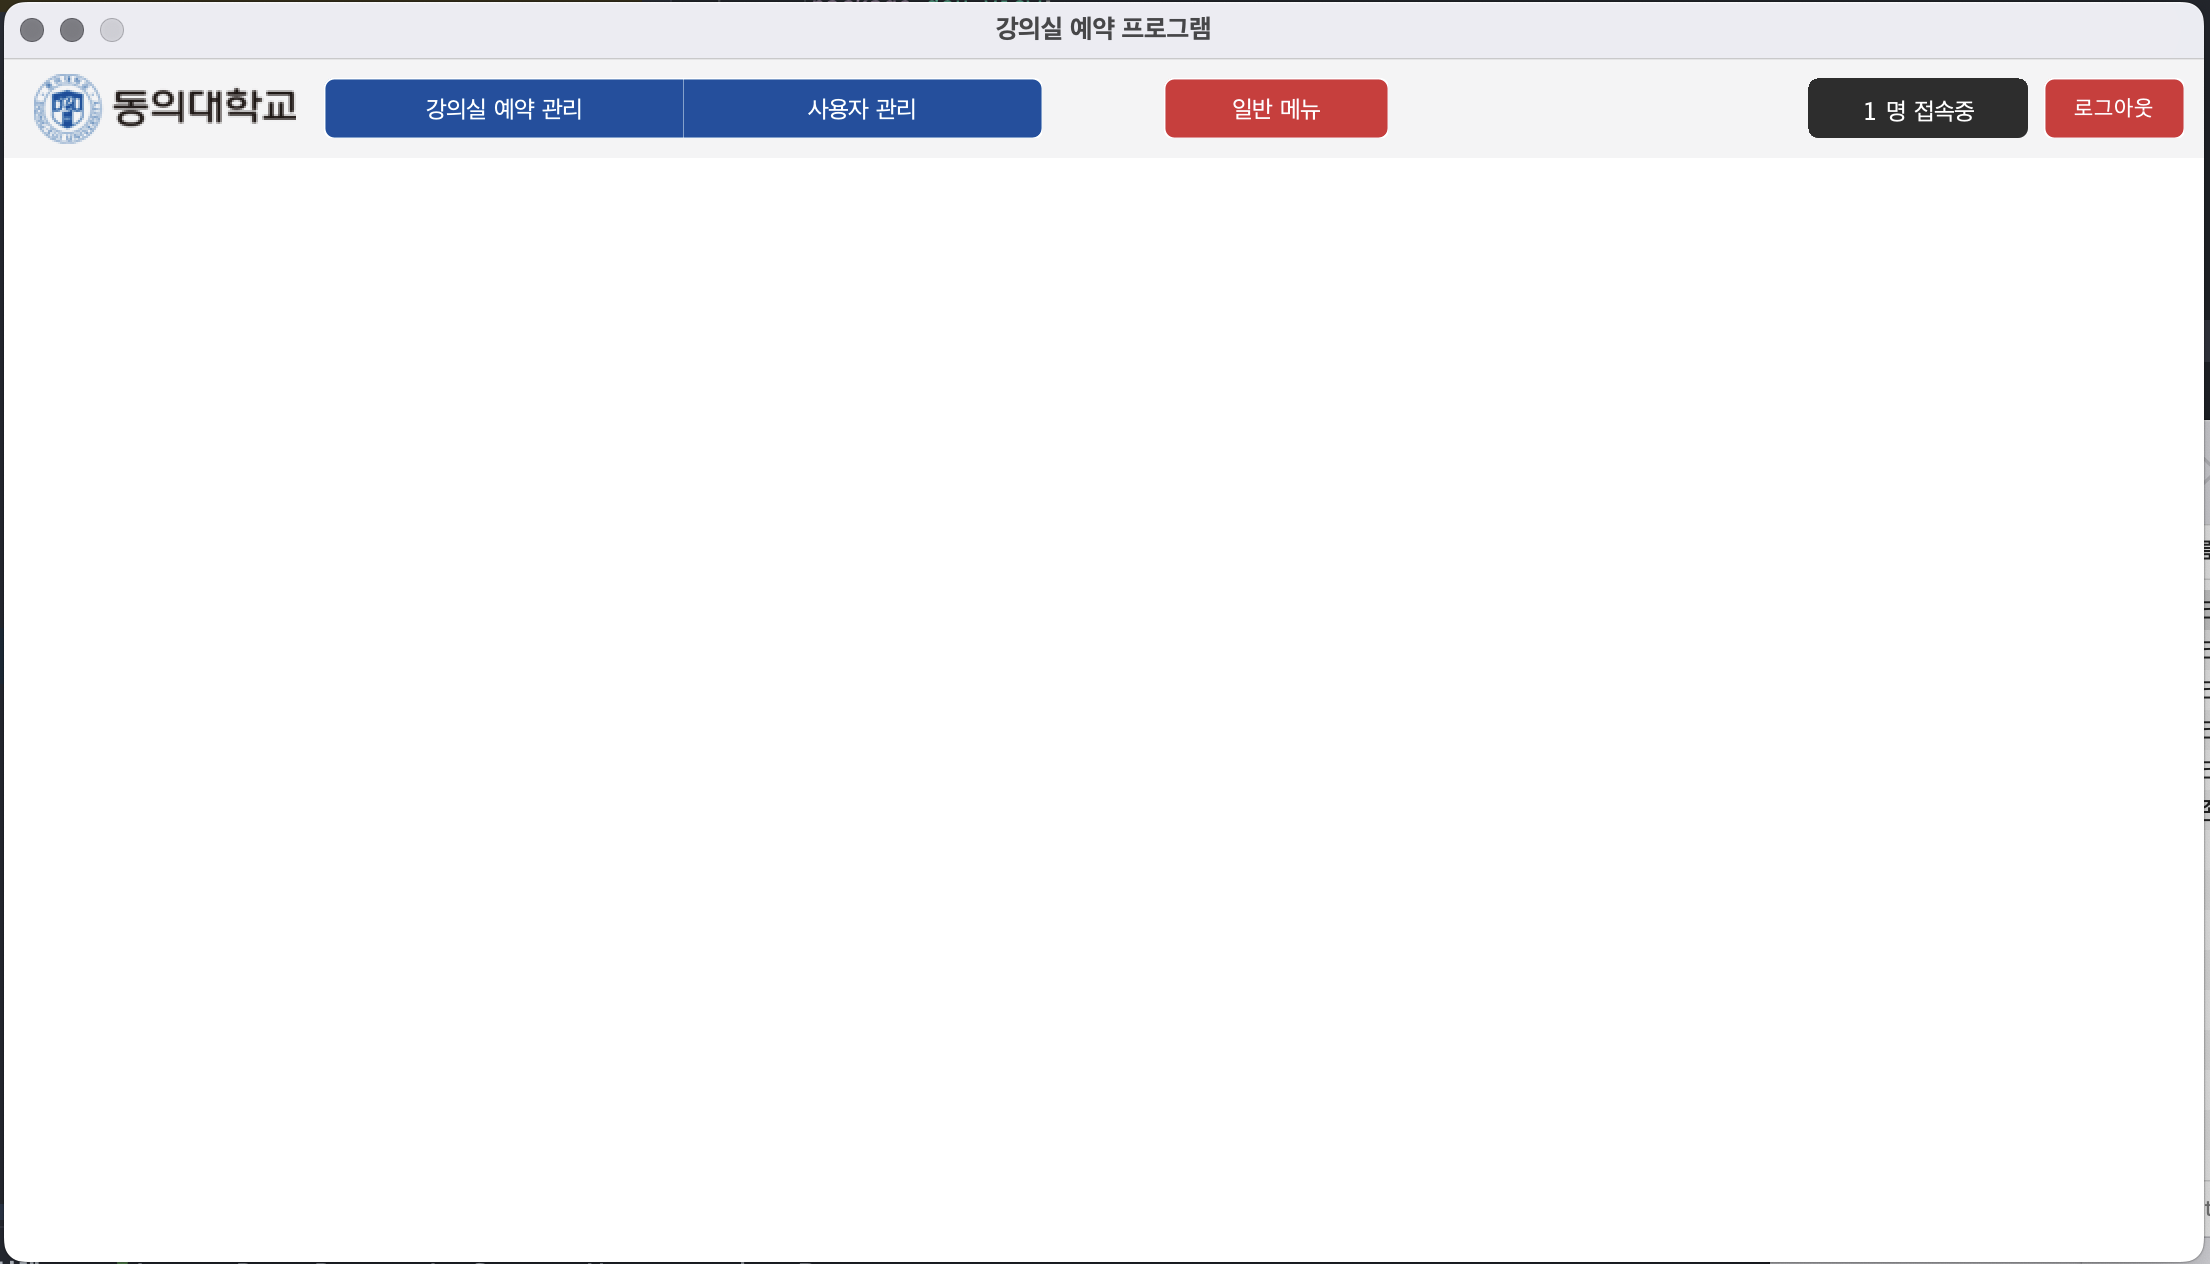 강의실 예약 프로그램
동의대학교
강의실 예약 관리
사용자 관리
일반 메뉴
1 명 접속중
로그아웃